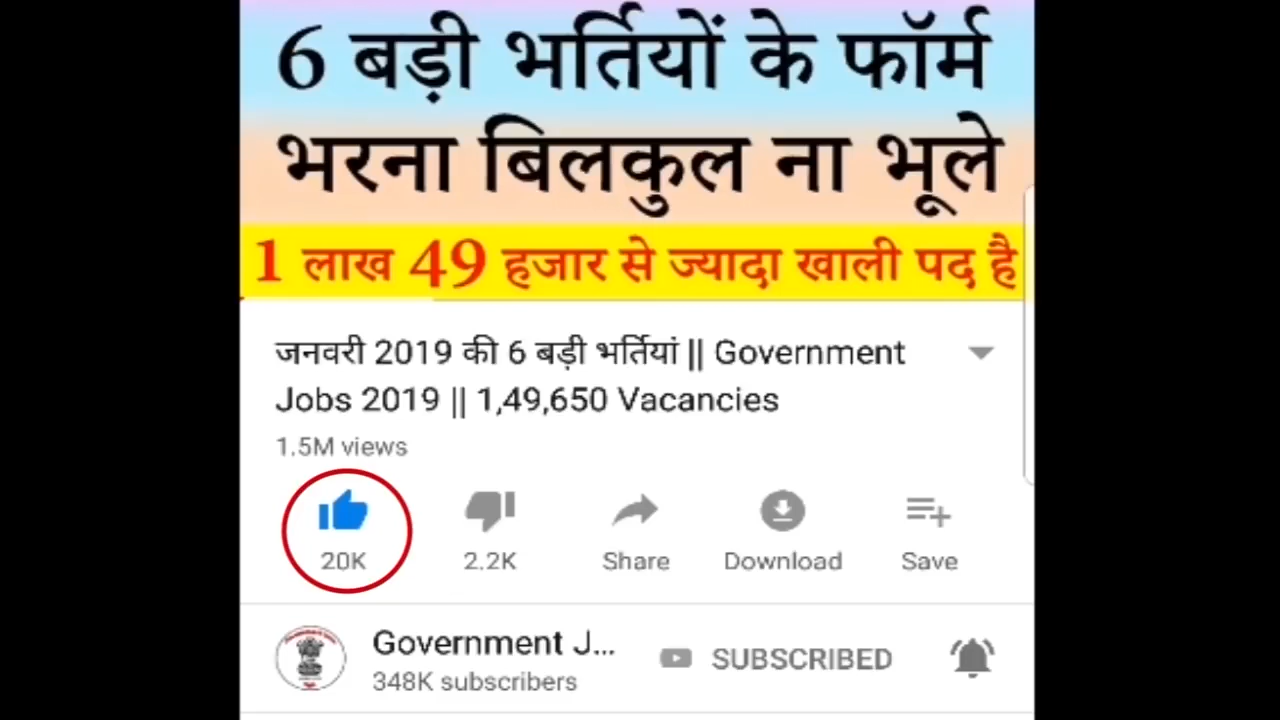 6 बड़ी भर्तियों के फॉर्म
भरना बिलकुल ना भूले
1 लाख 49 हजार से ज्यादा खाली पद है
जनवरी 2019 की 6 बड़ी भर्तियां || Government
Jobs 2019 || 1,49,650 Vacancies
1.5M views
20K 2.2K Share Download Save
Government J... SUBSCRIBED
348K subscribers